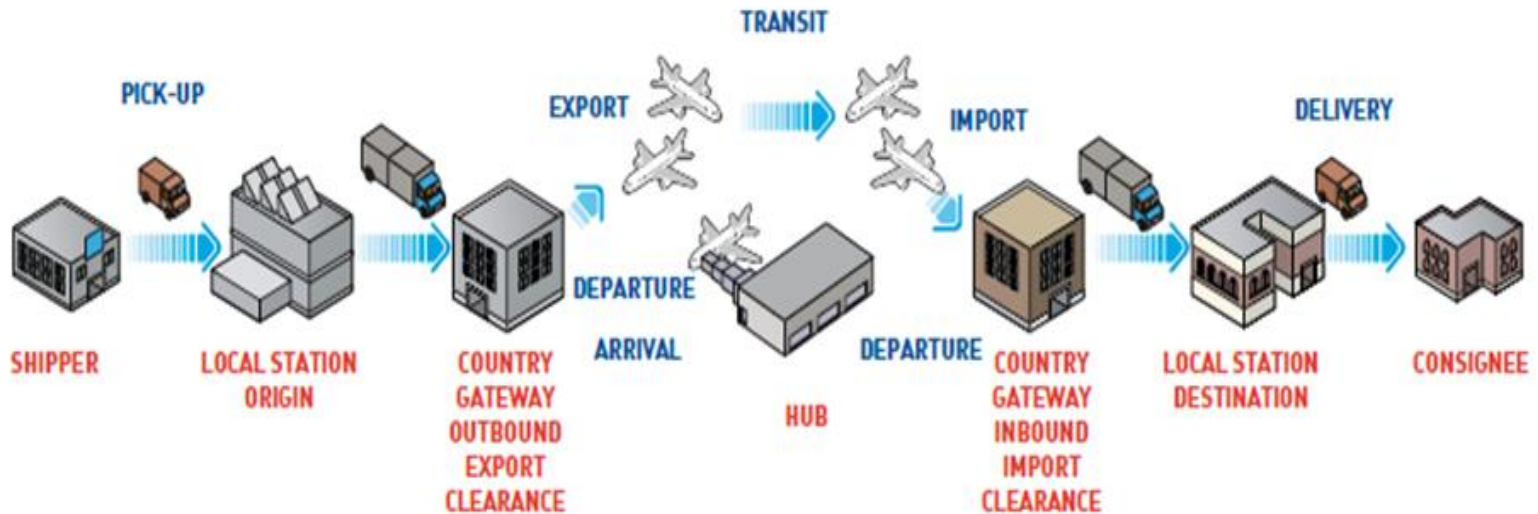 TRANSIT
PICK-UP
EXPORT
IMPORT
DELIVERY
DEPARTURE
ARRIVAL
DEPARTURE
SHIPPER
LOCAL STATION
ORIGIN
COUNTRY
GATEWAY
OUTBOUND
EXPORT
CLEARANCE
HUB
COUNTRY
GATEWAY
INBOUND
IMPORT
CLEARANCE
LOCAL STATION
DESTINATION
CONSIGNEE